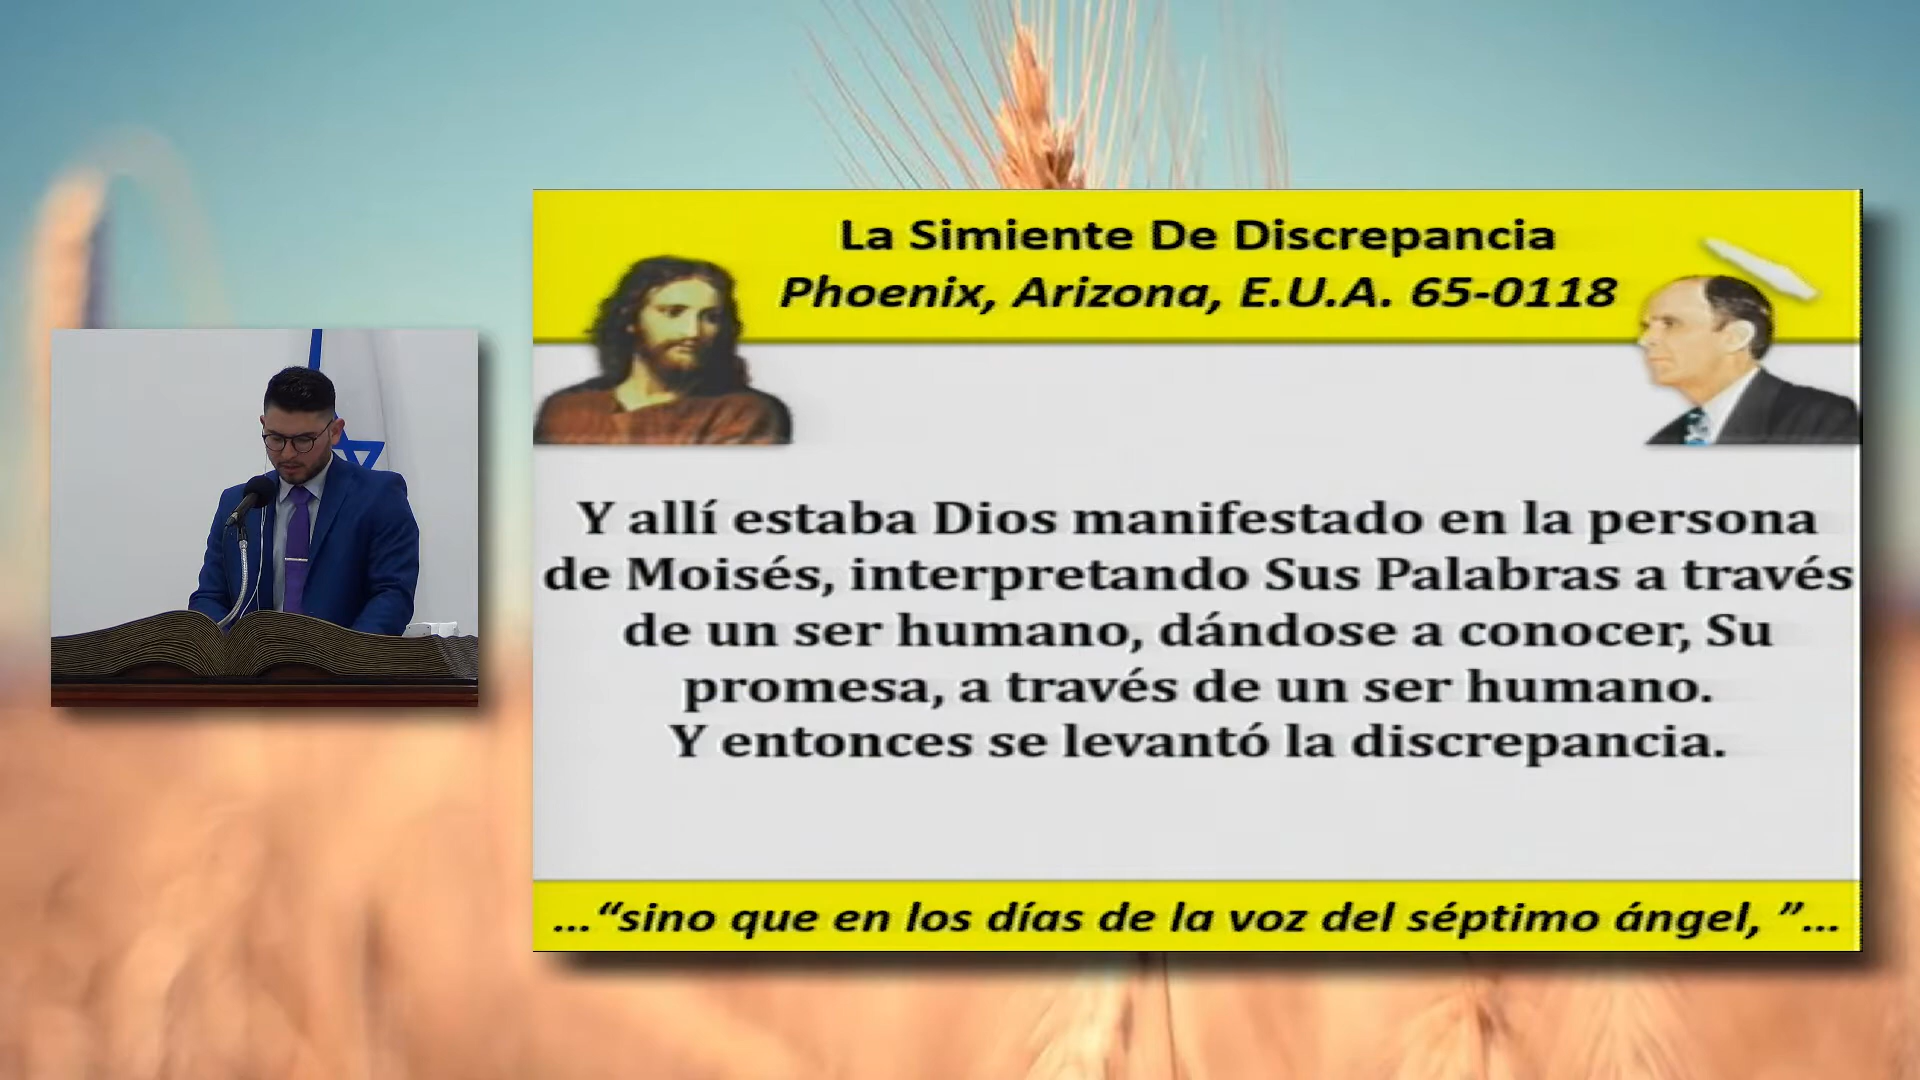 La Simiente De Discrepancia
Phoenix, Arizona, E.U.A. 65-0118
Y allí estaba Dios manifestado en la persona
de Moisés, interpretando Sus Palabras a través
de un ser humano, dándose a conocer, Su
promesa, a través de un ser humano.
Y entonces se levantó la discrepancia.
...“sino que en los días de la voz del séptimo ángel, ”...